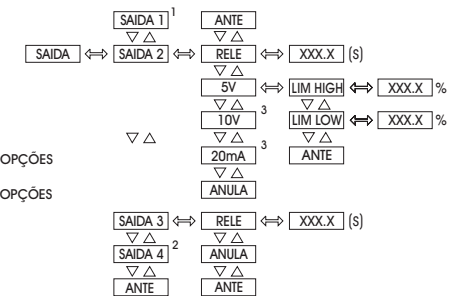 SAIDA 1 1 ANTE
SAIDA SAIDA 2 RELE XXX.X (S)
5V LIM HIGH XXX.X %
10V 3 LIM LOW XXX.X %
OPÇÕES 20mA 3 ANTE
OPÇÕES ANULA
SAIDA 3 RELE XXX.X (S)
SAIDA 4 2 ANULA
ANTE ANTE